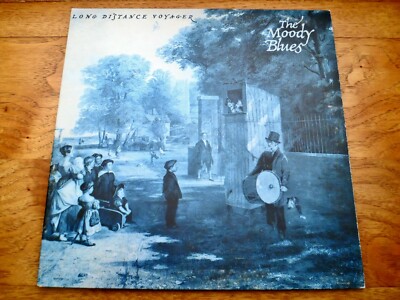 LONG DISTANCE VOYAGER
The
Moody
Blues